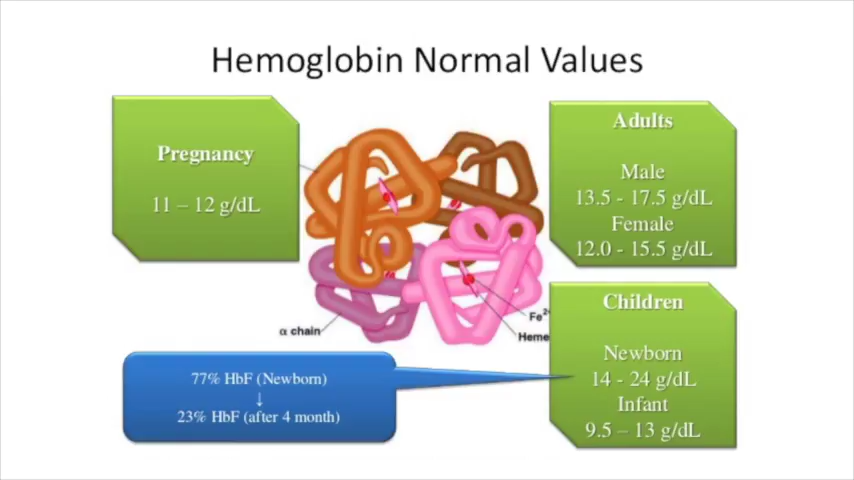 Hemoglobin Normal Values
Pregnancy
11 – 12 g/dL
Adults
Male
13.5 - 17.5 g/dL
Female
12.0 - 15.5 g/dL
α chain
Fe²
Heme
Children
Newborn
14 - 24 g/dL
Infant
9.5 – 13 g/dL
77% HbF (Newborn)
↓
23% HbF (after 4 month)